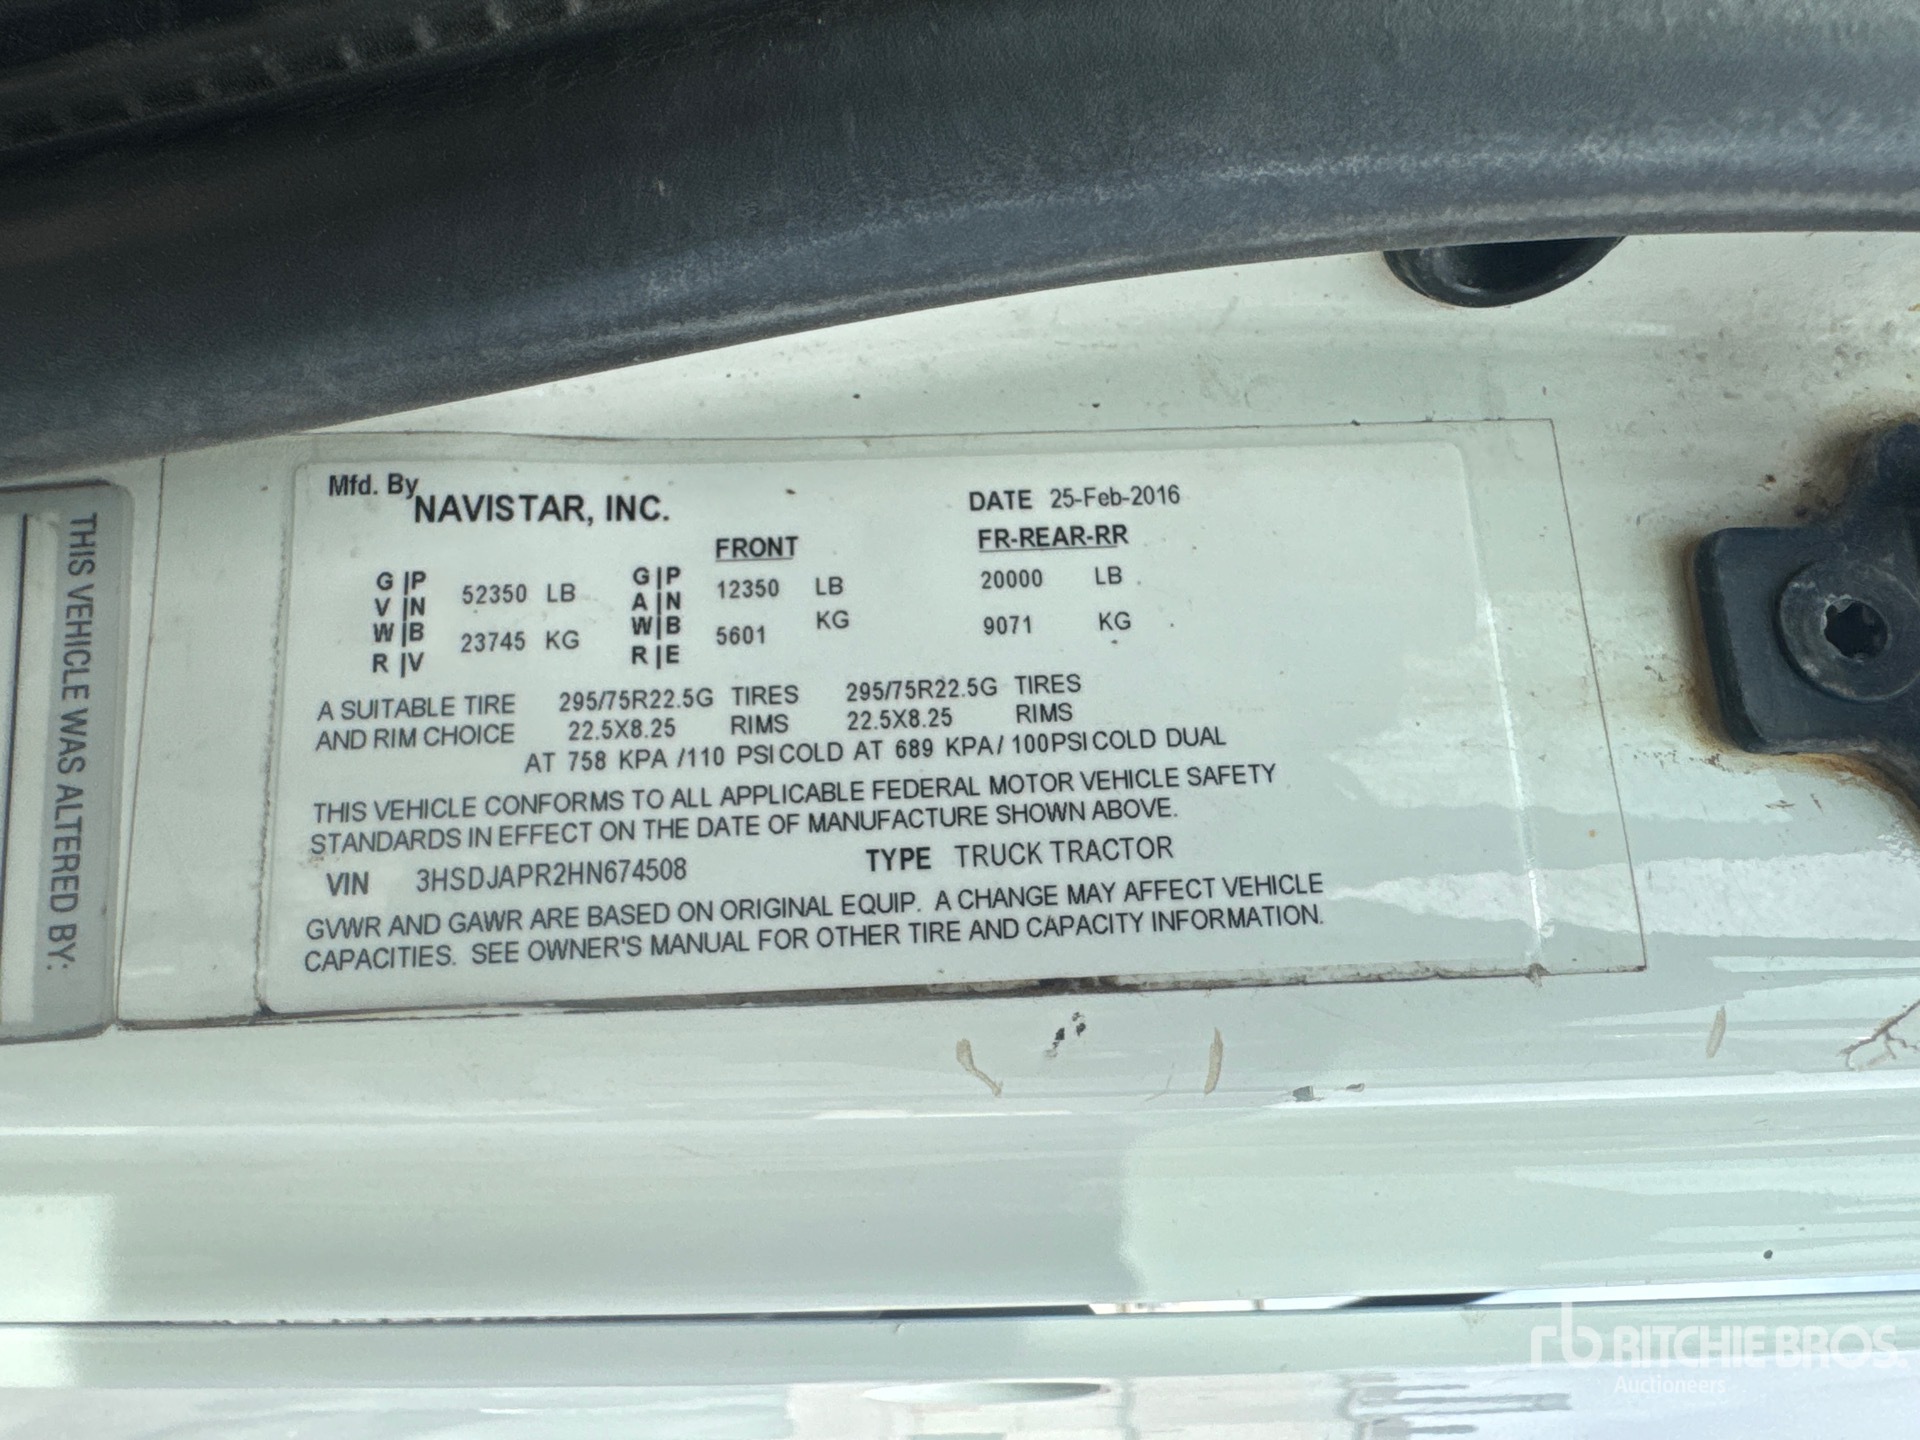 THIS VEHICLE WAS ALTERED BY:
Mfd. By NAVISTAR, INC.
DATE 25-Feb-2016
FRONT
FR-REAR-RR
G|P
V|N
W|B
R|V
52350 LB
23745 KG
G|P
A|N
W|B
R|E
12350 LB
5601 KG
20000 LB
9071 KG
A SUITABLE TIRE 295/75R22.5G TIRES 295/75R22.5G TIRES
AND RIM CHOICE 22.5X8.25 RIMS 22.5X8.25 RIMS
AT 758 KPA /110 PSI COLD AT 689 KPA/ 100PSI COLD DUAL
THIS VEHICLE CONFORMS TO ALL APPLICABLE FEDERAL MOTOR VEHICLE SAFETY
STANDARDS IN EFFECT ON THE DATE OF MANUFACTURE SHOWN ABOVE.
VIN 3HSDJAPR2HN674508 TYPE TRUCK TRACTOR
GVWR AND GAWR ARE BASED ON ORIGINAL EQUIP. A CHANGE MAY AFFECT VEHICLE
CAPACITIES. SEE OWNER'S MANUAL FOR OTHER TIRE AND CAPACITY INFORMATION.
rb RITCHIE BROS.
Auctioneers